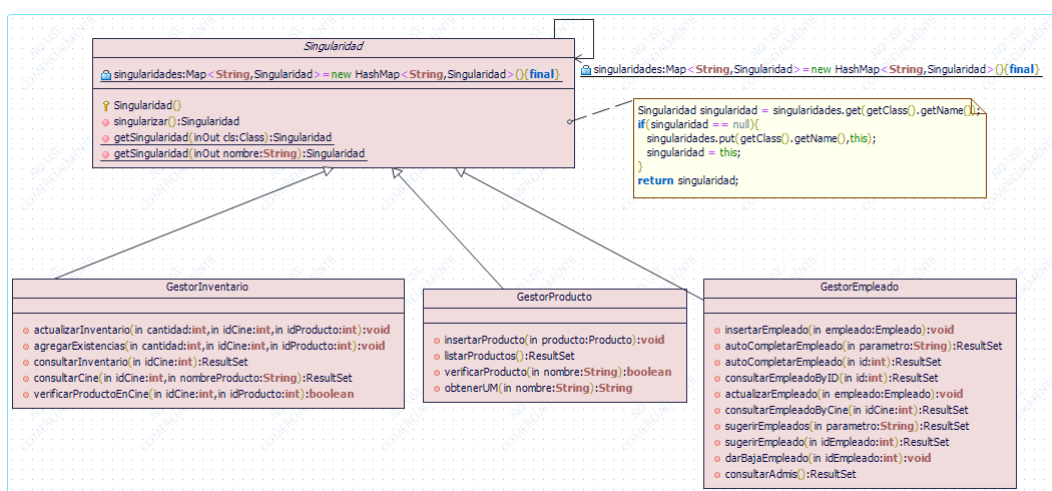 Singularidad
singularidades:Map<String,Singularidad>=new HashMap<String,Singularidad>(){final}
Singularidad()
singularizar():Singularidad
getSingularidad(inOut cls:Class):Singularidad
getSingularidad(inOut nombre:String):Singularidad
singularidades:Map<String,Singularidad>=new HashMap<String,Singularidad>(){final}
Singularidad singularidad = singularidades.get(getClass().getName());
if(singularidad == null){
singularidades.put(getClass().getName(),this);
singularidad = this;
}
return singularidad;
GestorInventario
actualizarInventario(in cantidad:int,in idCine:int,in idProducto:int):void
agregarExistencias(in cantidad:int,in idCine:int,in idProducto:int):void
consultarInventario(in idCine:int):ResultSet
consultarCine(in idCine:int,in nombreProducto:String):ResultSet
verificarProductoEnCine(in idCine:int,in idProducto:int):boolean
GestorProducto
insertarProducto(in producto:Producto):void
listarProductos():ResultSet
verificarProducto(in nombre:String):boolean
obtenerUM(in nombre:String):String
GestorEmpleado
insertarEmpleado(in empleado:Empleado):void
autoCompletarEmpleado(in parametro:String):ResultSet
autoCompletarEmpleado(in id:int):ResultSet
consultarEmpleadoByID(in id:int):ResultSet
actualizarEmpleado(in empleado:Empleado):void
consultarEmpleadoByCine(in idCine:int):ResultSet
sugerirEmpleados(in parametro:String):ResultSet
sugerirEmpleado(in idEmpleado:int):ResultSet
darBajaEmpleado(in idEmpleado:int):void
consultarAdmis():ResultSet